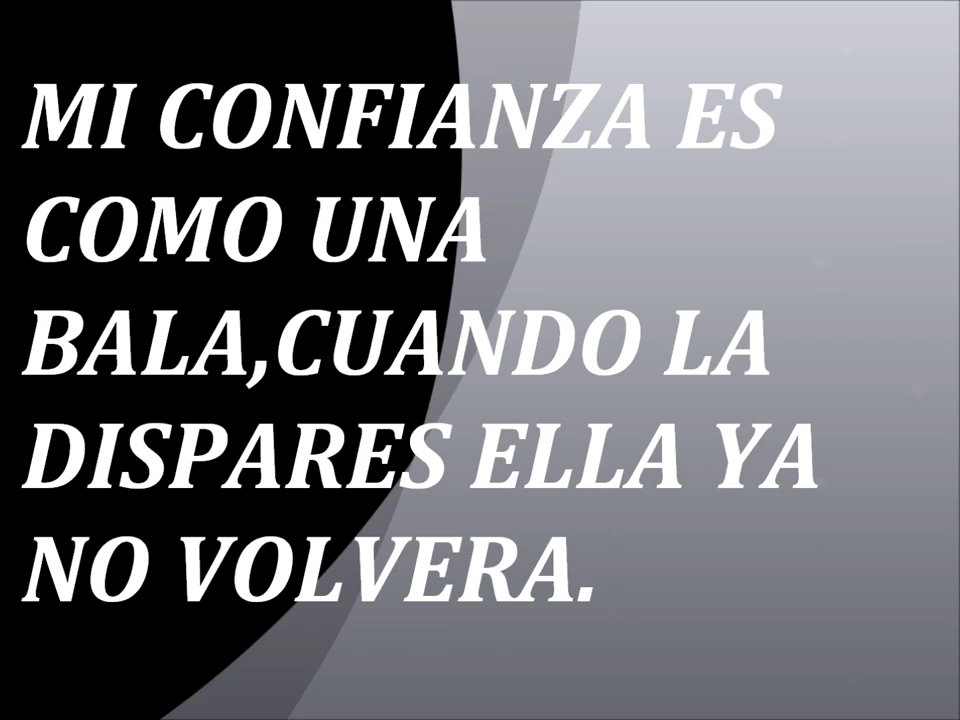 MI CONFIANZA ES
COMO UNA
BALA,CUANDO LA
DISPARES ELLA YA
NO VOLVERA.